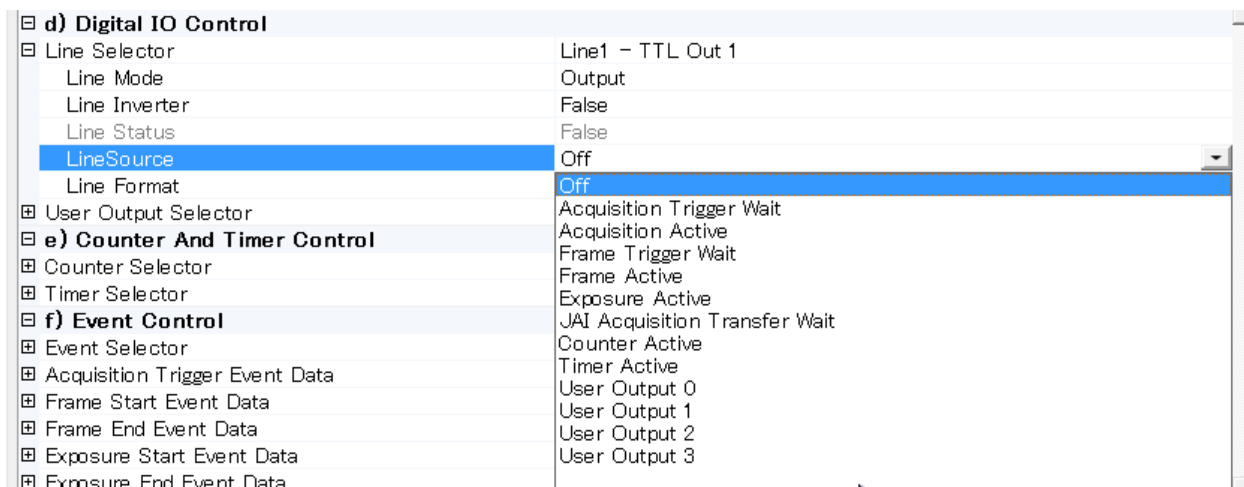 d) Digital IO Control
Line Selector Line1 - TTL Out 1
Line Mode Output
Line Inverter False
Line Status False
LineSource Off
Line Format Off
User Output Selector Acquisition Trigger Wait
Acquisition Active
e) Counter And Timer Control Frame Trigger Wait
Counter Selector Frame Active
Timer Selector Exposure Active
f) Event Control JAI Acquisition Transfer Wait
Event Selector Counter Active
Acquisition Trigger Event Data Timer Active
Frame Start Event Data User Output 0
User Output 1
Frame End Event Data User Output 2
Exposure Start Event Data User Output 3
Exposure End Event Data